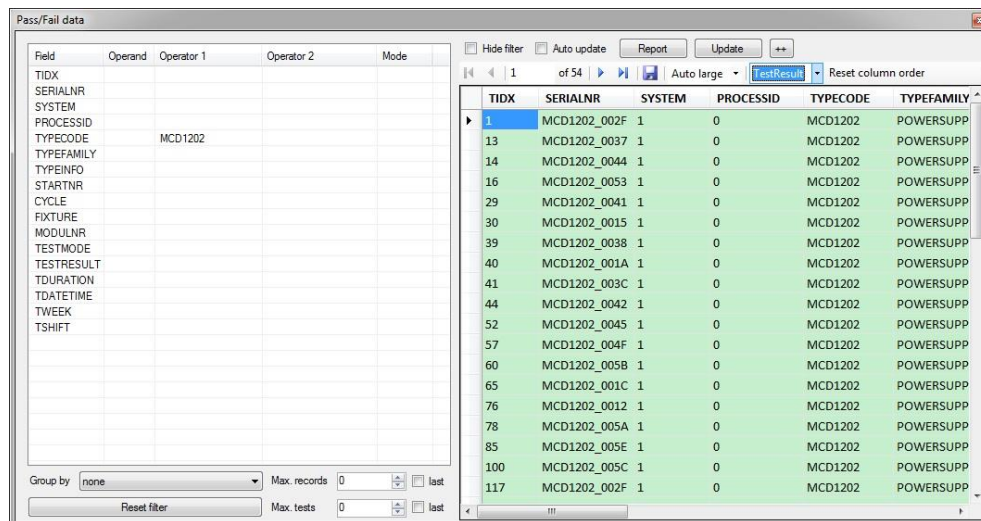 Pass/Fail data
Field Operand Operator 1 Operator 2 Mode
TIDX
SERIALNR
SYSTEM
PROCESSID
TYPECODE MCD1202
TYPEFAMILY
TYPEINFO
STARTNR
CYCLE
FIXTURE
MODULNR
TESTMODE
TESTRESULT
TDURATION
TDATETIME
TWEEK
TSHIFT
Group by none Max. records 0 last
Reset filter Max. tests 0 last
Hide filter Auto update Report Update ++
1 of 54 Auto large TestResult Reset column order
TIDX SERIALNR SYSTEM PROCESSID TYPECODE TYPEFAMILY
1 MCD1202_002F 1 0 MCD1202 POWERSUPP
13 MCD1202_0037 1 0 MCD1202 POWERSUPP
14 MCD1202_0044 1 0 MCD1202 POWERSUPP
16 MCD1202_0053 1 0 MCD1202 POWERSUPP
29 MCD1202_0041 1 0 MCD1202 POWERSUPP
30 MCD1202_0015 1 0 MCD1202 POWERSUPP
39 MCD1202_0038 1 0 MCD1202 POWERSUPP
40 MCD1202_001A 1 0 MCD1202 POWERSUPP
41 MCD1202_003C 1 0 MCD1202 POWERSUPP
44 MCD1202_0042 1 0 MCD1202 POWERSUPP
52 MCD1202_0045 1 0 MCD1202 POWERSUPP
57 MCD1202_004F 1 0 MCD1202 POWERSUPP
60 MCD1202_005B 1 0 MCD1202 POWERSUPP
65 MCD1202_001C 1 0 MCD1202 POWERSUPP
76 MCD1202_0012 1 0 MCD1202 POWERSUPP
78 MCD1202_005A 1 0 MCD1202 POWERSUPP
85 MCD1202_005E 1 0 MCD1202 POWERSUPP
100 MCD1202_005C 1 0 MCD1202 POWERSUPP
117 MCD1202_002F 1 0 MCD1202 POWERSUPP